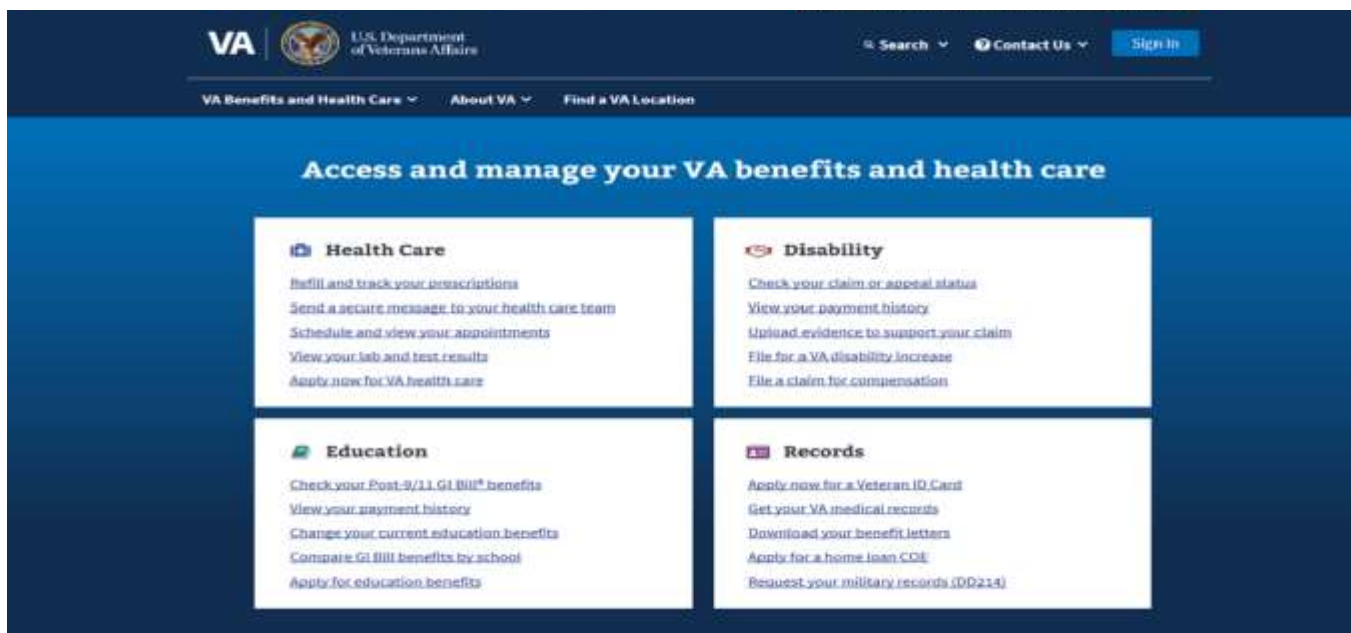 VA
U.S. Department
of Veterans Affairs
Search
Contact Us
Sign In
VA Benefits and Health Care
About VA
Find a VA Location
Access and manage your VA benefits and health care
Health Care
Refill and track your prescriptions
Send a secure message to your health care team
Schedule and view your appointments
View your lab and test results
Apply now for VA health care
Disability
Check your claim or appeal status
View your payment history
Upload evidence to support your claim
File for a VA disability increase
File a claim for compensation
Education
Check your Post-9/11 GI Bill® benefits
View your payment history
Change your current education benefits
Compare GI Bill benefits by school
Apply for education benefits
Records
Apply now for a Veteran ID Card
Get your VA medical records
Download your benefit letters
Apply for a home loan COE
Request your military records (DD214)